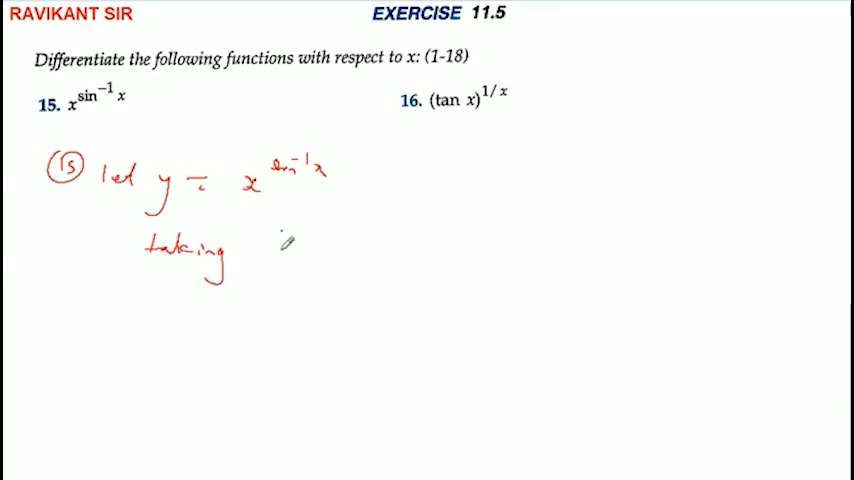 RAVIKANT SIR EXERCISE 11.5
Differentiate the following functions with respect to x: (1-18)
15. x^sin⁻¹ x 16. (tan x)^1/x
(15) let y = x^sin⁻¹ x
taking